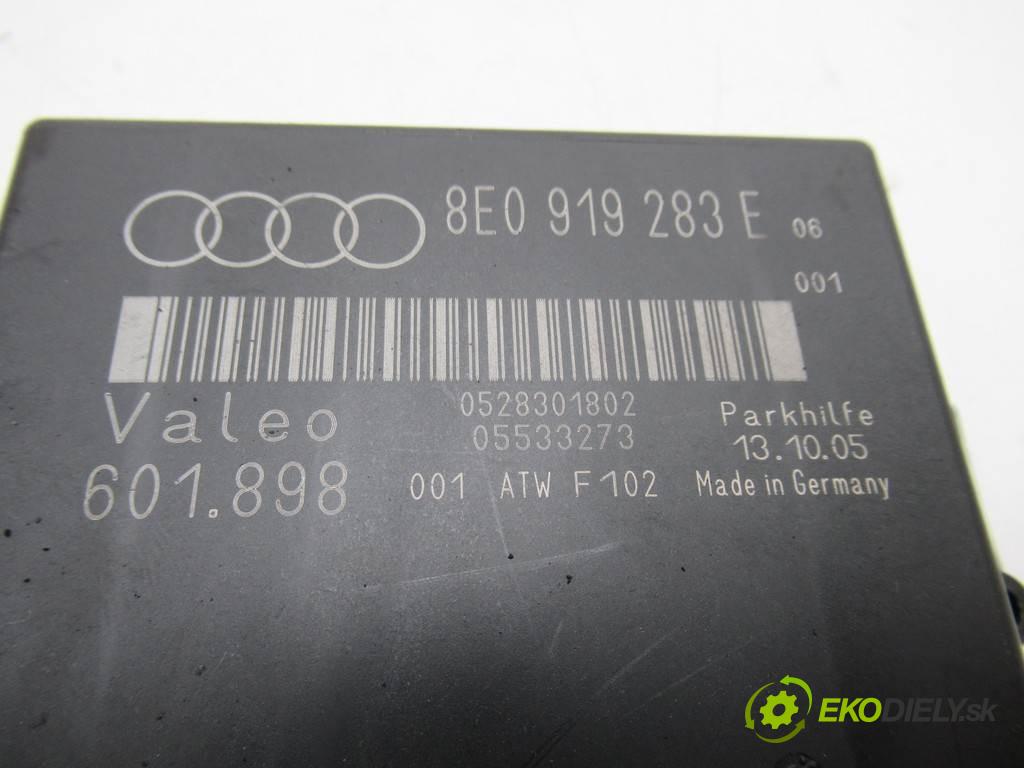 8E0 919 283 E 06
001
Valeo
0528301802
05533273
Parkhilfe
13.10.05
601.898
001 ATW F102
Made in Germany
EKODIELY.sk